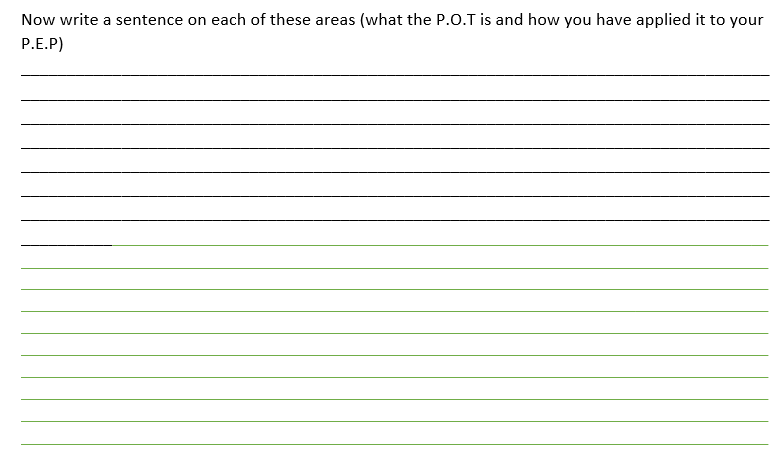 Now write a sentence on each of these areas (what the P.O.T is and how you have applied it to your
P.E.P)